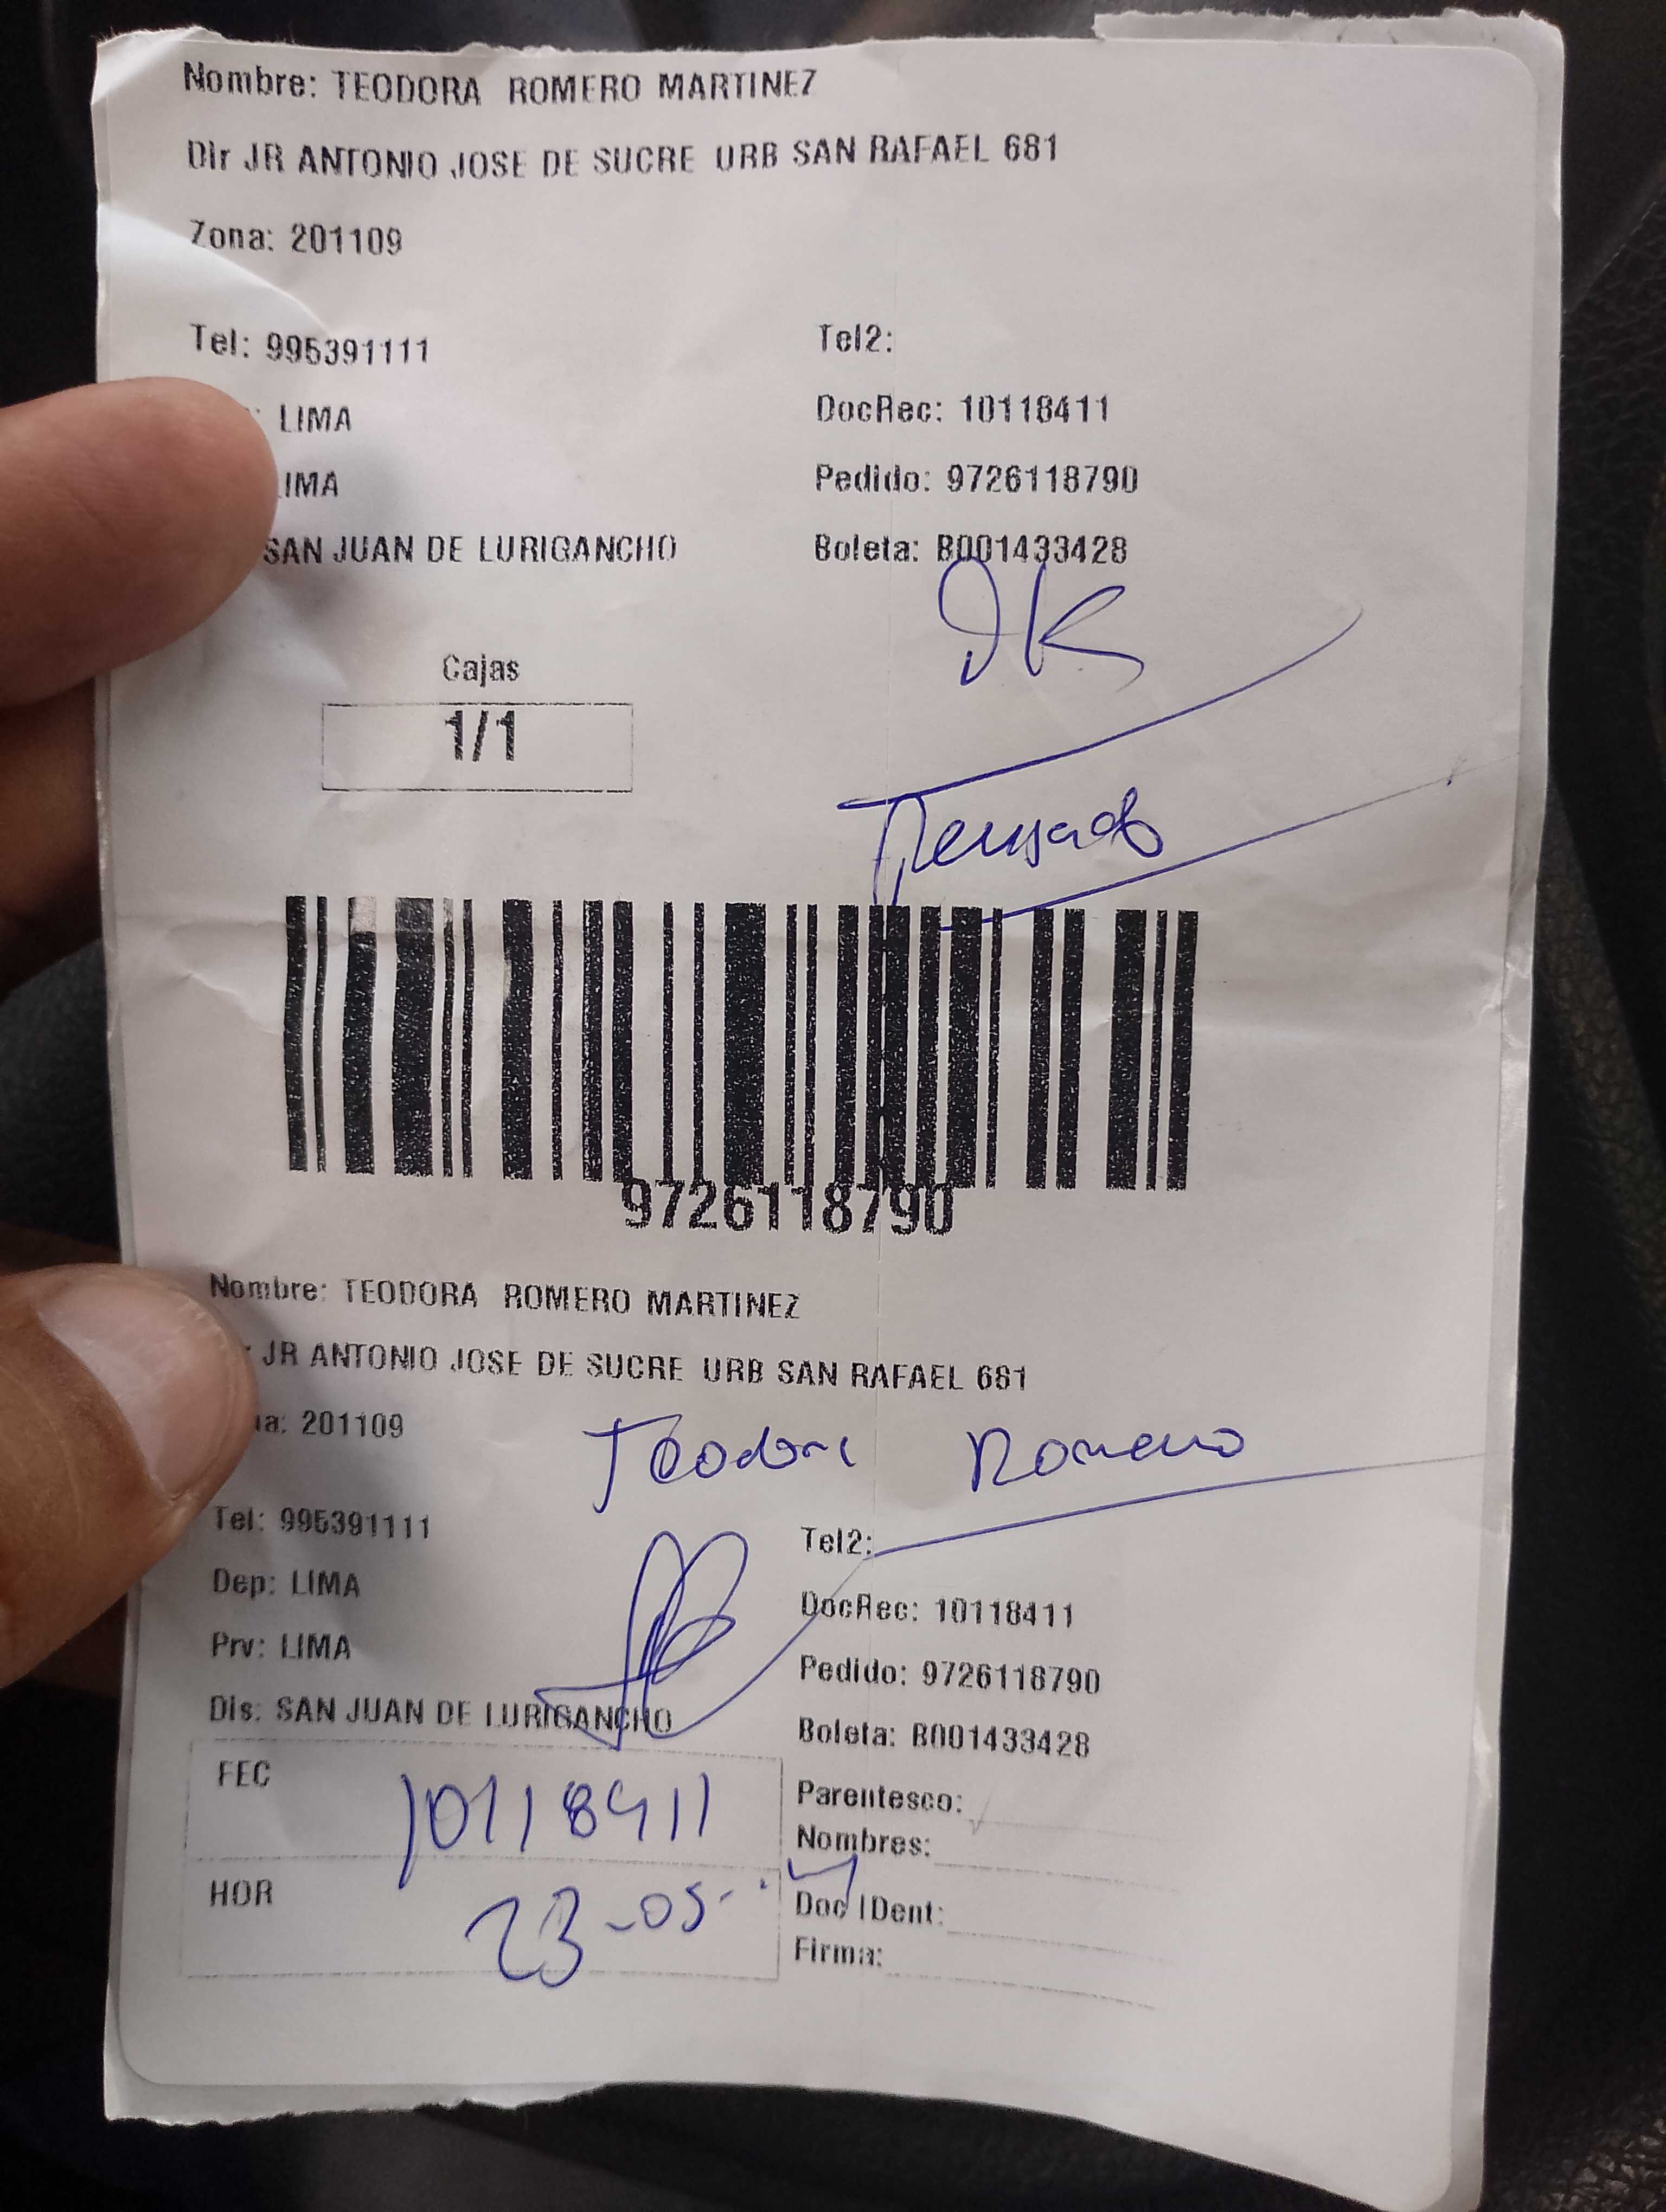 Nombre: TEODORA ROMERO MARTINEZ
Dir JR ANTONIO JOSE DE SUCRE URB SAN RAFAEL 681
Zona: 201109
Tel: 995391111
Tel2:
: LIMA
DocRec: 10118411
IMA
Pedido: 9726118790
SAN JUAN DE LURIGANCHO
Boleta: B001433428
OK
Cajas
1/1
9726118790
Nombre: TEODORA ROMERO MARTINEZ
JR ANTONIO JOSE DE SUCRE URB SAN RAFAEL 681
na: 201109
Teodora Romero
Tel: 995391111
Tel2:
Dep: LIMA
DocRec: 10118411
Prv: LIMA
Pedido: 9726118790
Dis: SAN JUAN DE LURIGANCHO
Boleta: B001433428
FEC
10118411
Parentesco:
Nombres:
HOR
23-05-
Doc IDent:
Firma: